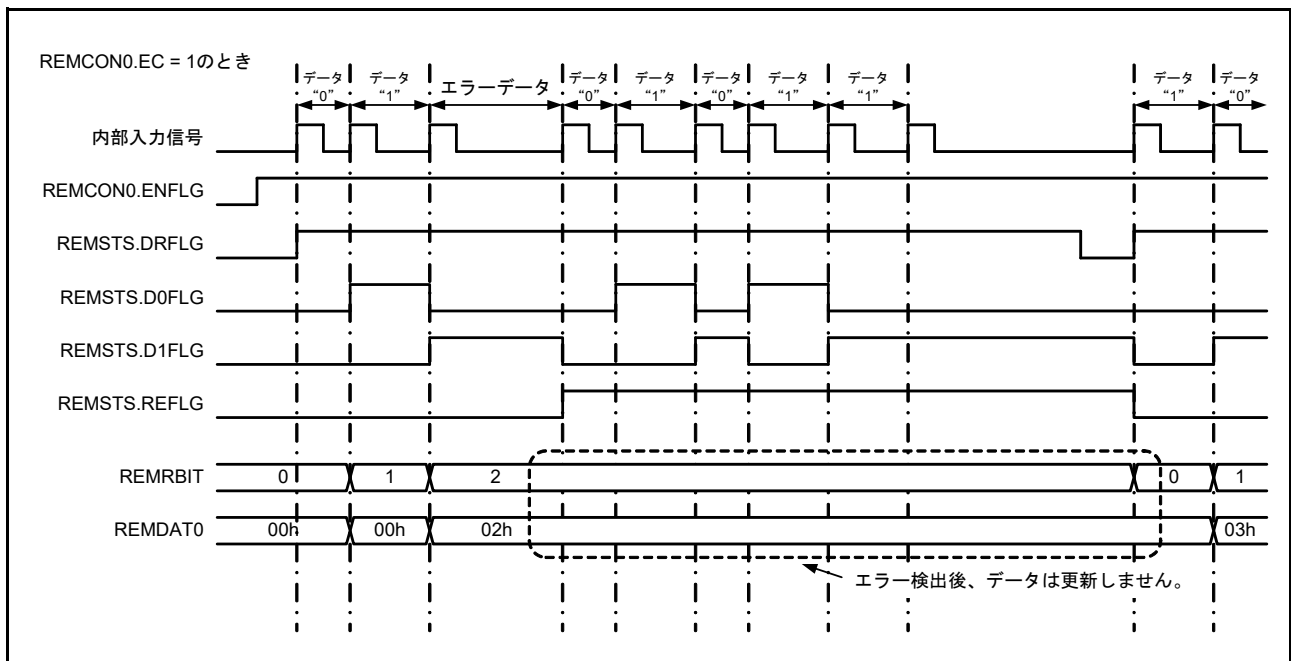 REMCON0.EC = 1のとき
データ "0"
データ "1"
エラーデータ
データ "0"
データ "1"
データ "0"
データ "1"
データ "1"
データ "1"
データ "0"
内部入力信号
REMCON0.ENFLG
REMSTS.DRFLG
REMSTS.D0FLG
REMSTS.D1FLG
REMSTS.REFLG
REMRBIT 0 1 2 0 1
REMDAT0 00h 00h 02h 03h
エラー検出後、データは更新しません。